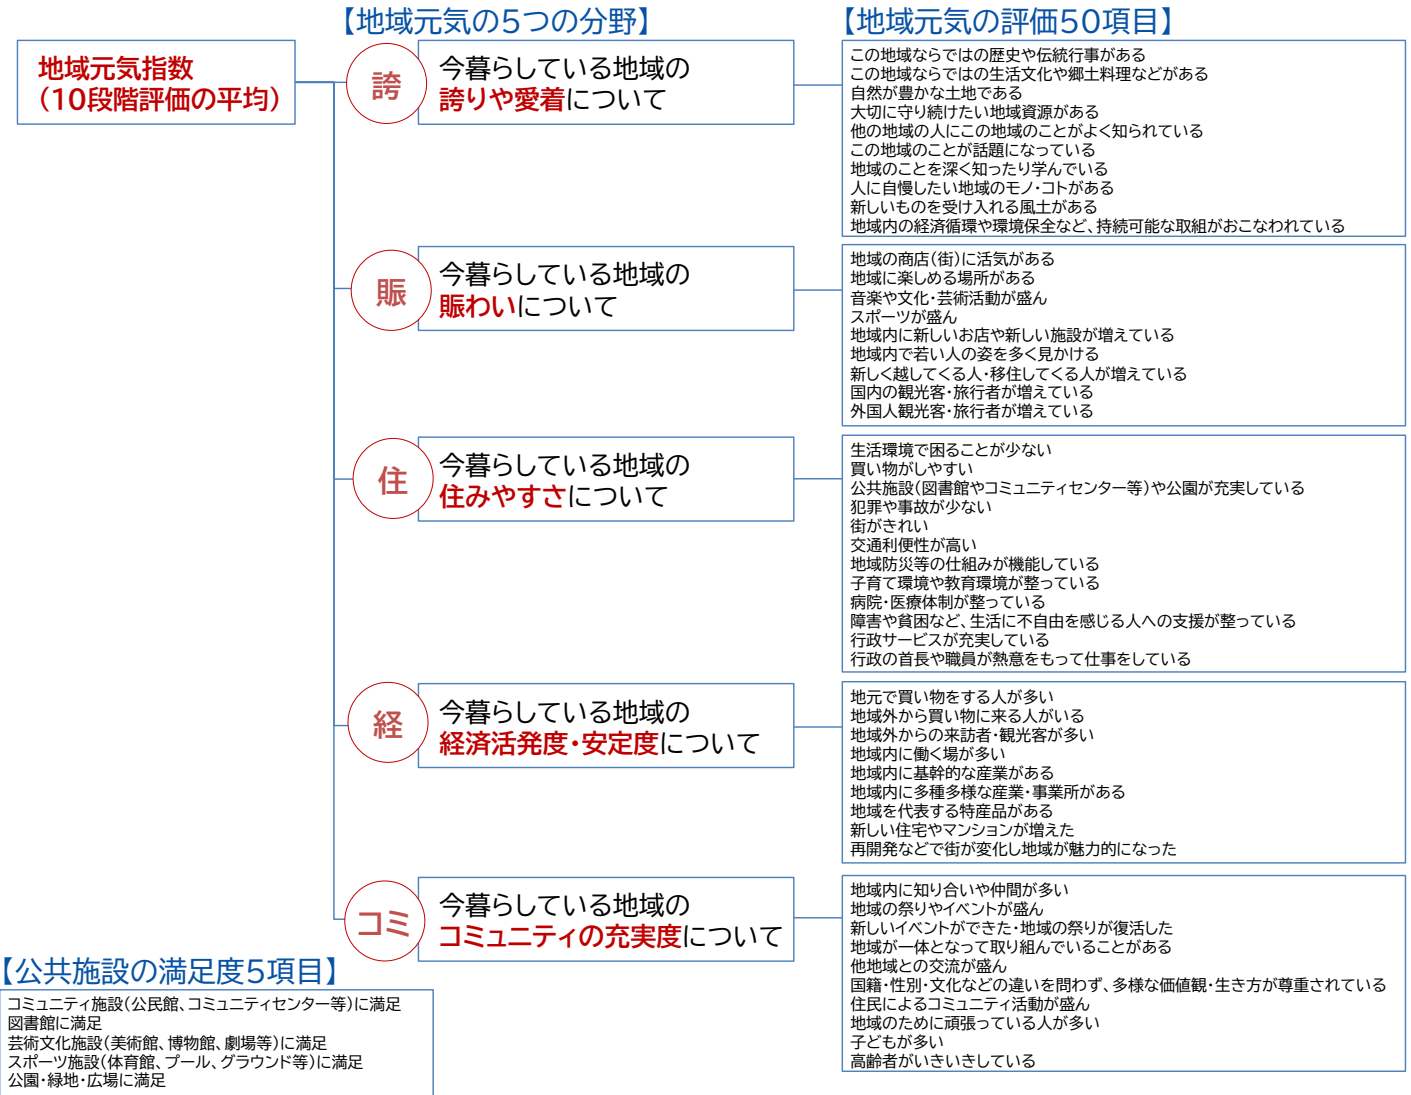 【地域元気の5つの分野】
【地域元気の評価50項目】
地域元気指数
（10段階評価の平均）
誇
今暮らしている地域の
誇りや愛着について
この地域ならではの歴史や伝統行事がある
この地域ならではの生活文化や郷土料理などがある
自然が豊かな土地である
大切に守り続けたい地域資源がある
他の地域の人にこの地域のことがよく知られている
この地域のことが話題になっている
地域のことを深く知ったり学んでいる
人に自慢したい地域のモノ・コトがある
新しいものを受け入れる風土がある
地域内の経済循環や環境保全など、持続可能な取組がおこなわれている
賑
今暮らしている地域の
賑わいについて
地域の商店（街）に活気がある
地域に楽しめる場所がある
音楽や文化・芸術活動が盛ん
スポーツが盛ん
地域内に新しいお店や新しい施設が増えている
地域内で若い人の姿を多く見かける
新しく越してくる人・移住してくる人が増えている
国内の観光客・旅行者が増えている
外国人観光客・旅行者が増えている
住
今暮らしている地域の
住みやすさについて
生活環境で困ることが少ない
買い物がしやすい
公共施設（図書館やコミュニティセンター等）や公園が充実している
犯罪や事故が少ない
街がきれい
交通利便性が高い
地域防災等の仕組みが機能している
子育て環境や教育環境が整っている
病院・医療体制が整っている
障害や貧困など、生活に不自由を感じる人への支援が整っている
行政サービスが充実している
行政の首長や職員が熱意をもって仕事をしている
経
今暮らしている地域の
経済活発度・安定度について
地元で買い物をする人が多い
地域外から買い物に来る人がいる
地域外からの来訪者・観光客が多い
地域内に働く場が多い
地域内に基幹的な産業がある
地域内に多種多様な産業・事業所がある
地域を代表する特産品がある
新しい住宅やマンションが増えた
再開発などで街が変化し地域が魅力的になった
コミ
今暮らしている地域の
コミュニティの充実度について
地域内に知り合いや仲間が多い
地域の祭りやイベントが盛ん
新しいイベントができた・地域の祭りが復活した
地域が一体となって取り組んでいることがある
他地域との交流が盛ん
国籍・性別・文化などの違いを問わず、多様な価値観・生き方が尊重されている
住民によるコミュニティ活動が盛ん
地域のために頑張っている人が多い
子どもが多い
高齢者がいきいきしている
【公共施設の満足度5項目】
コミュニティ施設（公民館、コミュニティセンター等）に満足
図書館に満足
芸術文化施設（美術館、博物館、劇場等）に満足
スポーツ施設（体育館、プール、グラウンド等）に満足
公園・緑地・広場に満足